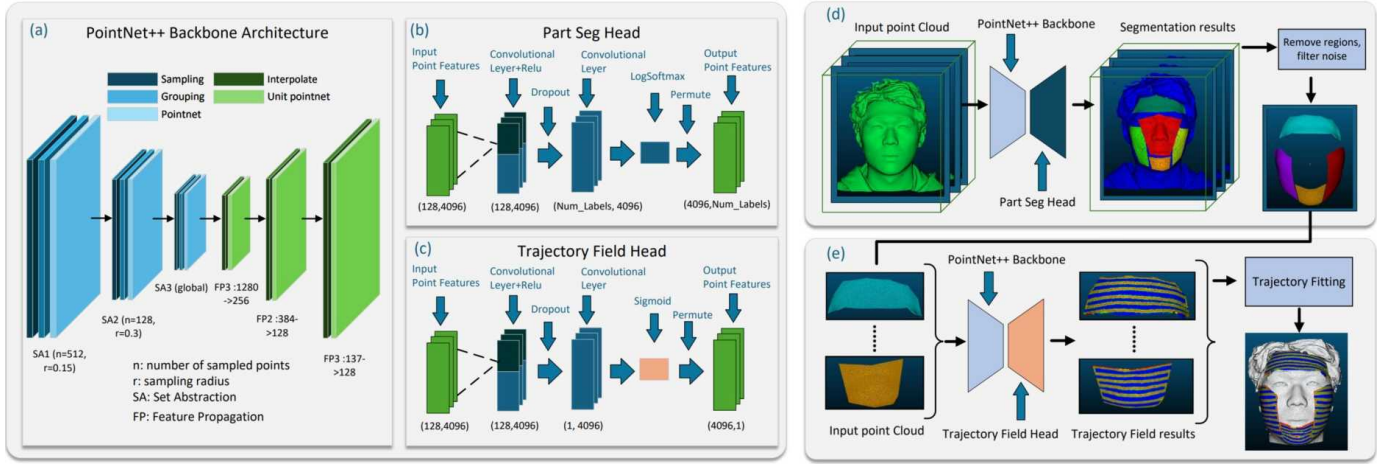 (a)
PointNet++ Backbone Architecture
Sampling
Grouping
Pointnet
Interpolate
Unit pointnet
SA1 (n=512,
r=0.15)
SA2 (n=128,
r=0.3)
SA3 (global)
FP3 :1280
->256
FP2 :384-
>128
FP3 :137-
>128
n: number of sampled points
r: sampling radius
SA: Set Abstraction
FP: Feature Propagation
(b)
Part Seg Head
Input
Point Features
Convolutional
Layer+Relu
Dropout
Convolutional
Layer
LogSoftmax
Permute
Output
Point Features
(128,4096)
(128,4096)
(Num_Labels, 4096)
(4096,Num_Labels)
(c)
Trajectory Field Head
Input
Point Features
Convolutional
Layer+Relu
Dropout
Convolutional
Layer
Sigmoid
Permute
Output
Point Features
(128,4096)
(128,4096)
(1, 4096)
(4096,1)
(d)
Input point Cloud
PointNet++ Backbone
Part Seg Head
Segmentation results
Remove regions,
filter noise
(e)
PointNet++ Backbone
Input point Cloud
Trajectory Field Head
Trajectory Field results
Trajectory Fitting